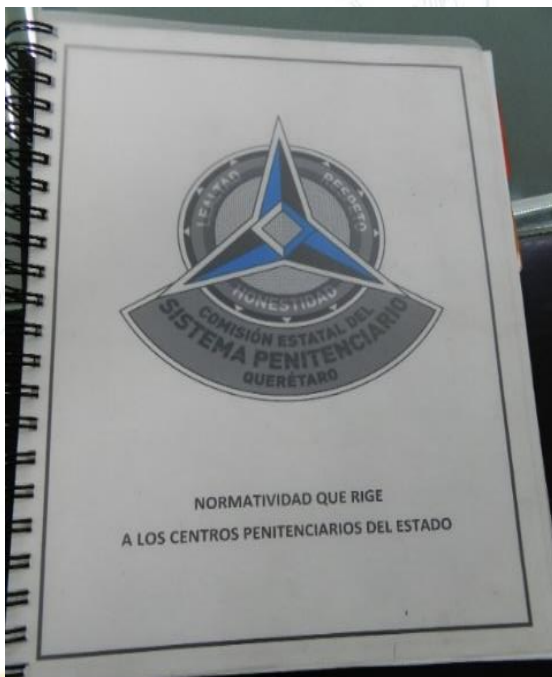 LEALTAD
RESPETO
HONESTIDAD
COMISIÓN ESTATAL DEL
SISTEMA PENITENCIARIO
QUERÉTARO
NORMATIVIDAD QUE RIGE
A LOS CENTROS PENITENCIARIOS DEL ESTADO